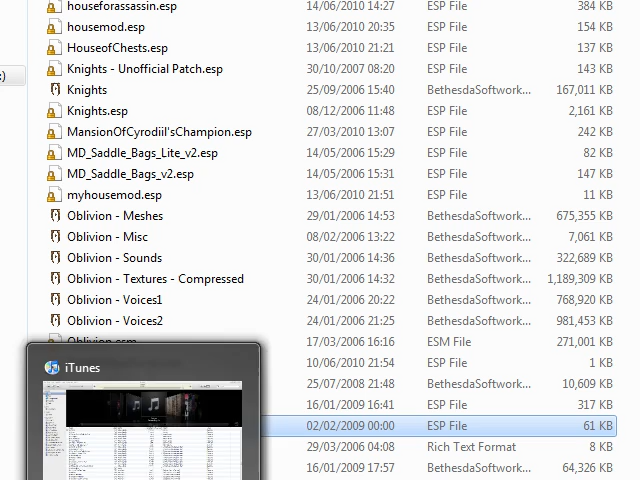 houseforassassin.esp 14/06/2010 14:27 ESP File 384 KB
housemod.esp 13/06/2010 20:35 ESP File 154 KB
HouseofChests.esp 13/06/2010 21:21 ESP File 137 KB
:) Knights - Unofficial Patch.esp 30/10/2007 08:20 ESP File 143 KB
Knights 25/09/2006 15:40 BethesdaSoftwork... 167,011 KB
Knights.esp 08/12/2006 11:48 ESP File 2,161 KB
MansionOfCyrodiil'sChampion.esp 27/03/2010 13:07 ESP File 242 KB
MD_Saddle_Bags_Lite_v2.esp 14/05/2006 15:29 ESP File 82 KB
MD_Saddle_Bags_v2.esp 14/05/2006 15:31 ESP File 147 KB
myhousemod.esp 13/06/2010 21:51 ESP File 11 KB
Oblivion - Meshes 29/01/2006 14:53 BethesdaSoftwork... 675,355 KB
Oblivion - Misc 08/02/2006 13:22 BethesdaSoftwork... 7,061 KB
Oblivion - Sounds 30/01/2006 14:36 BethesdaSoftwork... 322,689 KB
Oblivion - Textures - Compressed 30/01/2006 14:32 BethesdaSoftwork... 1,189,309 KB
Oblivion - Voices1 24/01/2006 20:22 BethesdaSoftwork... 768,920 KB
Oblivion - Voices2 24/01/2006 21:25 BethesdaSoftwork... 981,453 KB
Oblivion.esm 17/03/2006 16:16 ESM File 271,001 KB
iTunes 10/06/2010 21:54 ESP File 1 KB
25/07/2008 21:48 BethesdaSoftwork... 10,609 KB
16/01/2009 16:41 ESP File 317 KB
02/02/2009 00:00 ESP File 61 KB
29/03/2006 04:08 Rich Text Format 8 KB
16/01/2009 17:57 BethesdaSoftwork... 64,326 KB